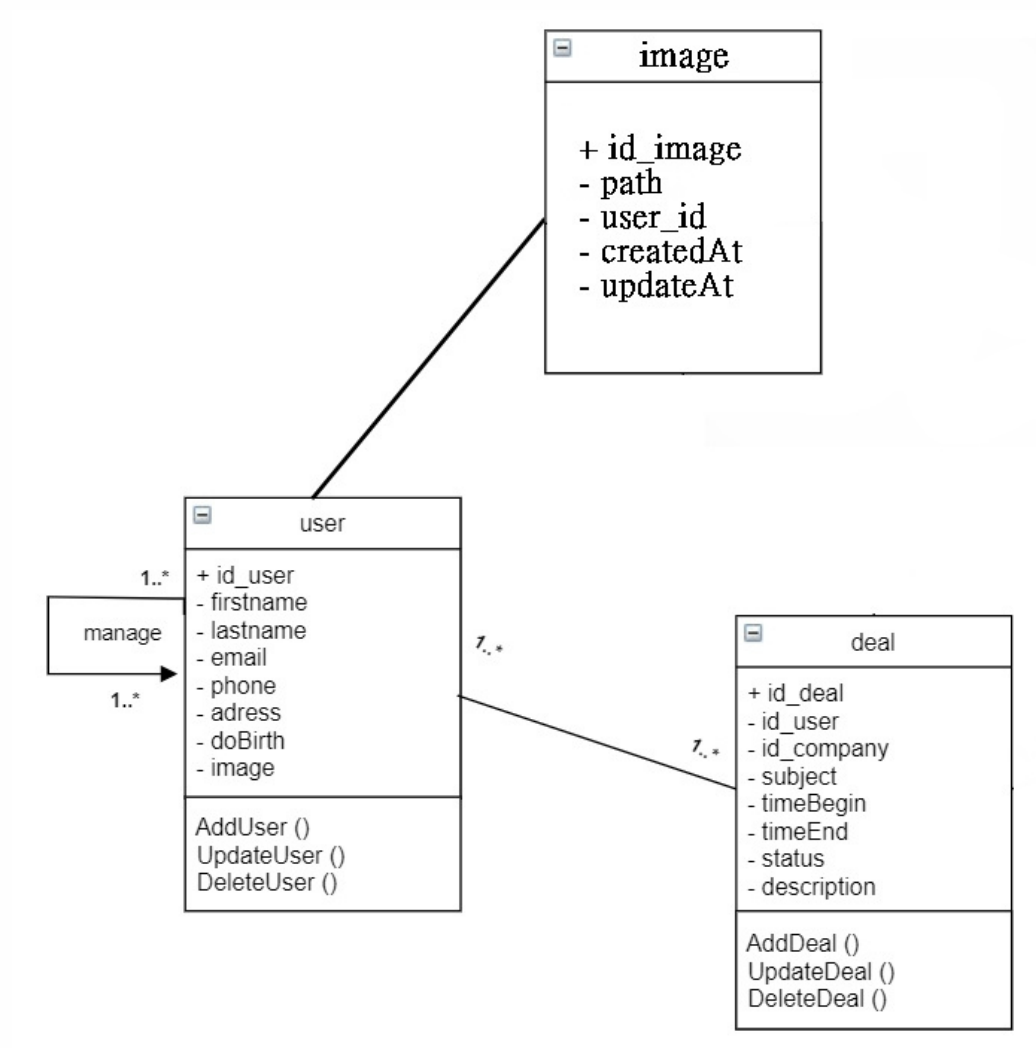 image
+ id_image
- path
- user_id
- createdAt
- updateAt
user
+ id_user
- firstname
- lastname
- email
- phone
- adress
- doBirth
- image
AddUser ()
UpdateUser ()
DeleteUser ()
1..*
manage
1..*
1..*
1..*
deal
+ id_deal
- id_user
- id_company
- subject
- timeBegin
- timeEnd
- status
- description
AddDeal ()
UpdateDeal ()
DeleteDeal ()